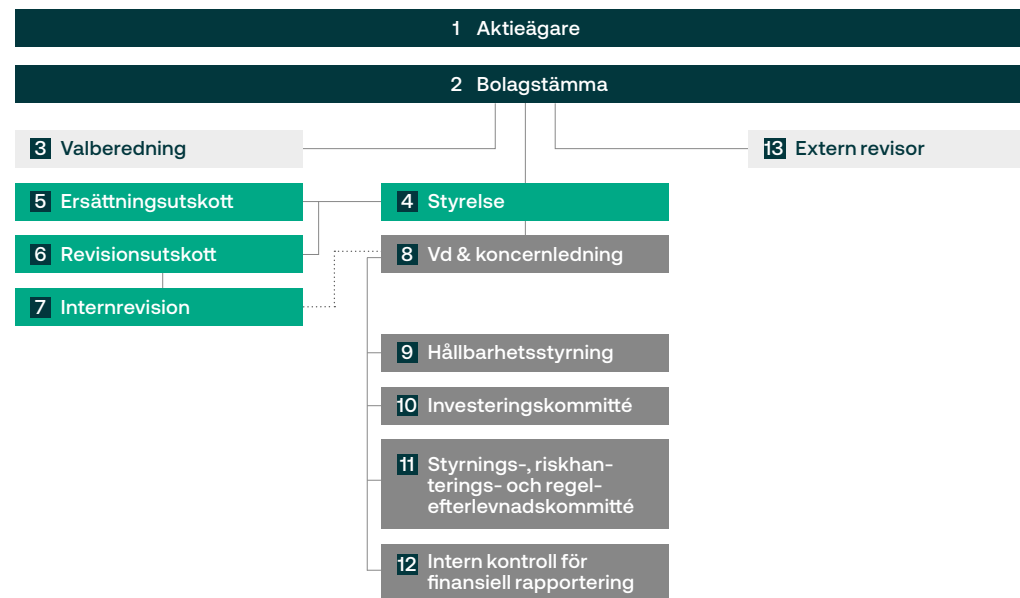 1 Aktieägare
2 Bolagstämma
3 Valberedning
13 Extern revisor
5 Ersättningsutskott
4 Styrelse
6 Revisionsutskott
8 Vd & koncernledning
7 Internrevision
9 Hållbarhetsstyrning
10 Investeringskommitté
11 Styrnings-, riskhan-
terings- och regel-
efterlevnadskommitté
12 Intern kontroll för
finansiell rapportering